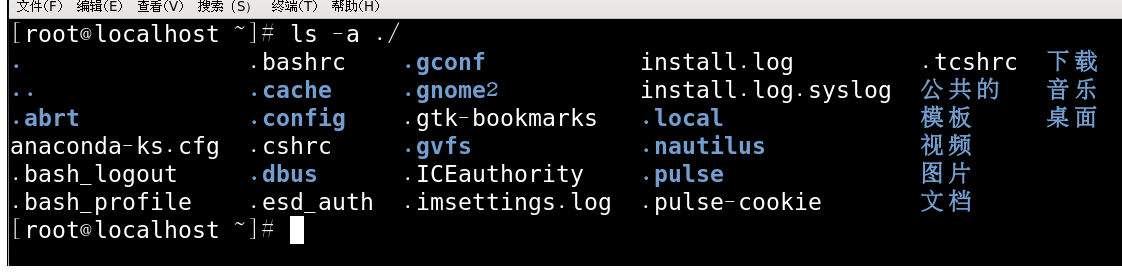 文件(F) 编辑(E) 查看(V) 搜索 (S) 终端(T) 帮助(H)
[root@localhost ~]# ls -a ./
. .bashrc .gconf install.log .tcshrc 下载
.. .cache .gnome2 install.log.syslog 公共的 音乐
.abrt .config .gtk-bookmarks .local 模板 桌面
anaconda-ks.cfg .cshrc .gvfs .nautilus 视频
.bash_logout .dbus .ICEauthority .pulse 图片
.bash_profile .esd_auth .imsettings.log .pulse-cookie 文档
[root@localhost ~]#